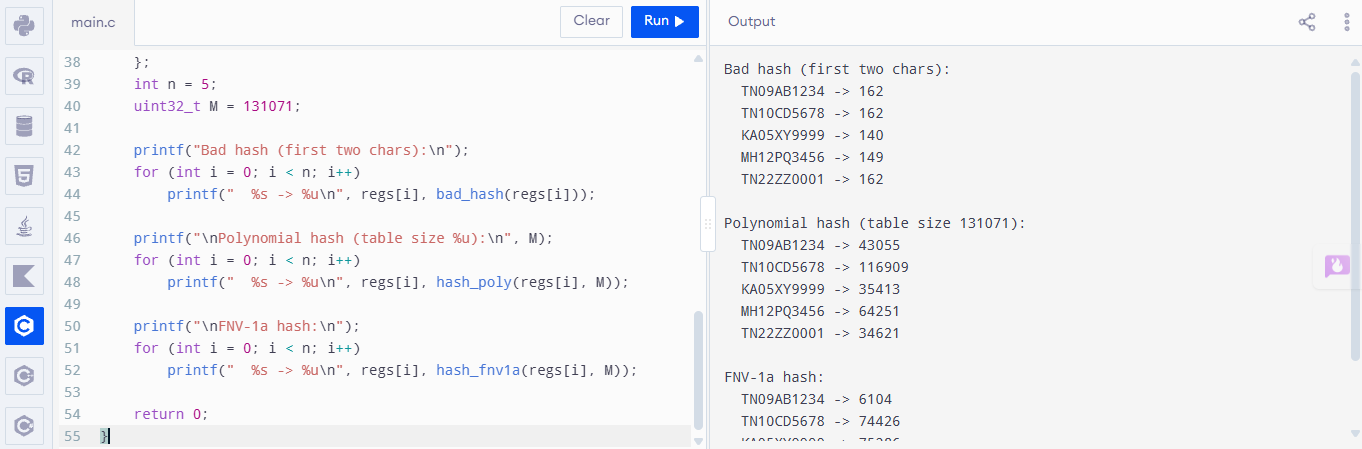 main.c
Clear
Run
38 };
39 int n = 5;
40 uint32_t M = 131071;
41
42 printf("Bad hash (first two chars):\n");
43 for (int i = 0; i < n; i++)
44 printf("  %s -> %u\n", regs[i], bad_hash(regs[i]));
45
46 printf("\nPolynomial hash (table size %u):\n", M);
47 for (int i = 0; i < n; i++)
48 printf("  %s -> %u\n", regs[i], hash_poly(regs[i], M));
49
50 printf("\nFNV-1a hash:\n");
51 for (int i = 0; i < n; i++)
52 printf("  %s -> %u\n", regs[i], hash_fnv1a(regs[i], M));
53
54 return 0;
55 }
Output
Bad hash (first two chars):
TN09AB1234 -> 162
TN10CD5678 -> 162
KA05XY9999 -> 140
MH12PQ3456 -> 149
TN22ZZ0001 -> 162
Polynomial hash (table size 131071):
TN09AB1234 -> 43055
TN10CD5678 -> 116909
KA05XY9999 -> 35413
MH12PQ3456 -> 64251
TN22ZZ0001 -> 34621
FNV-1a hash:
TN09AB1234 -> 6104
TN10CD5678 -> 74426